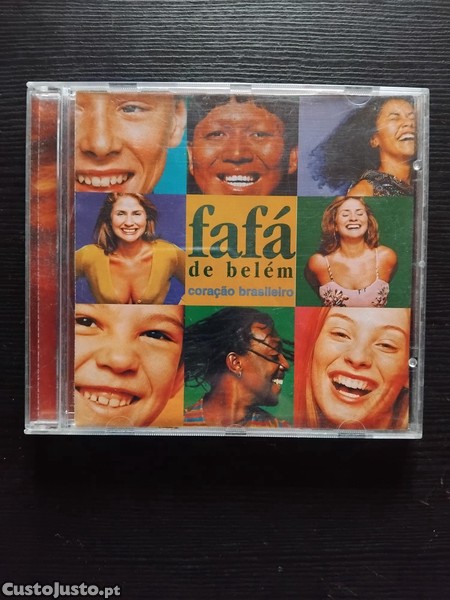 fafá
de belém
coração brasileiro
CustoJusto.pt